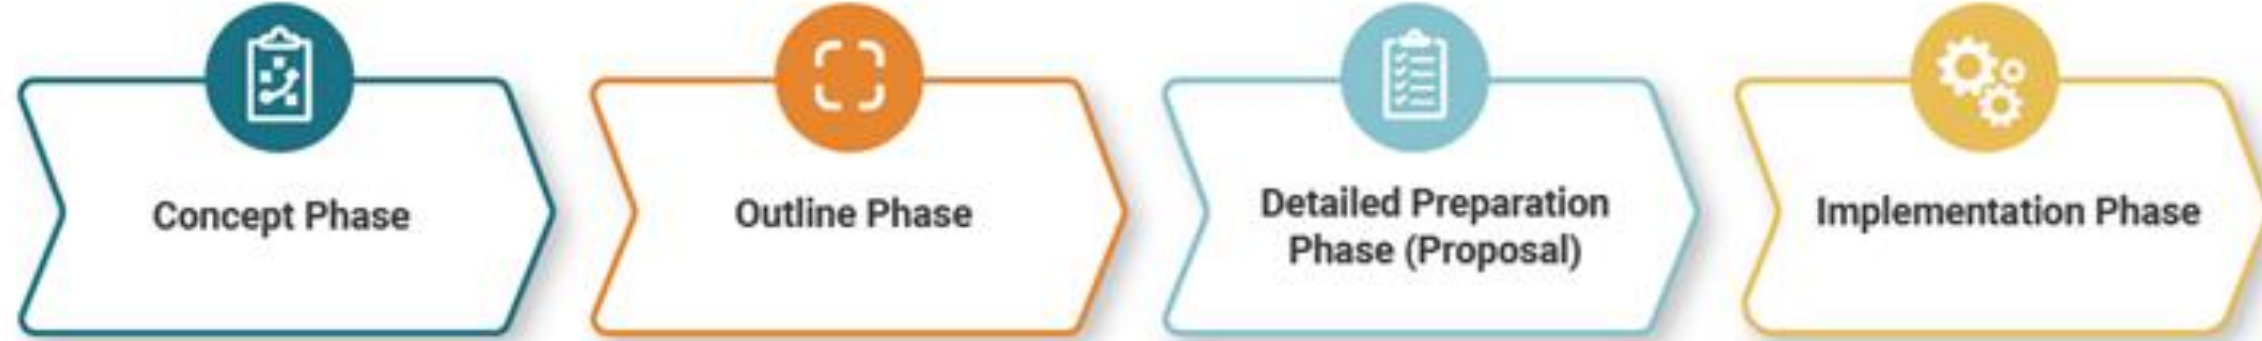 Concept Phase
Outline Phase
Detailed Preparation
Phase (Proposal)
Implementation Phase